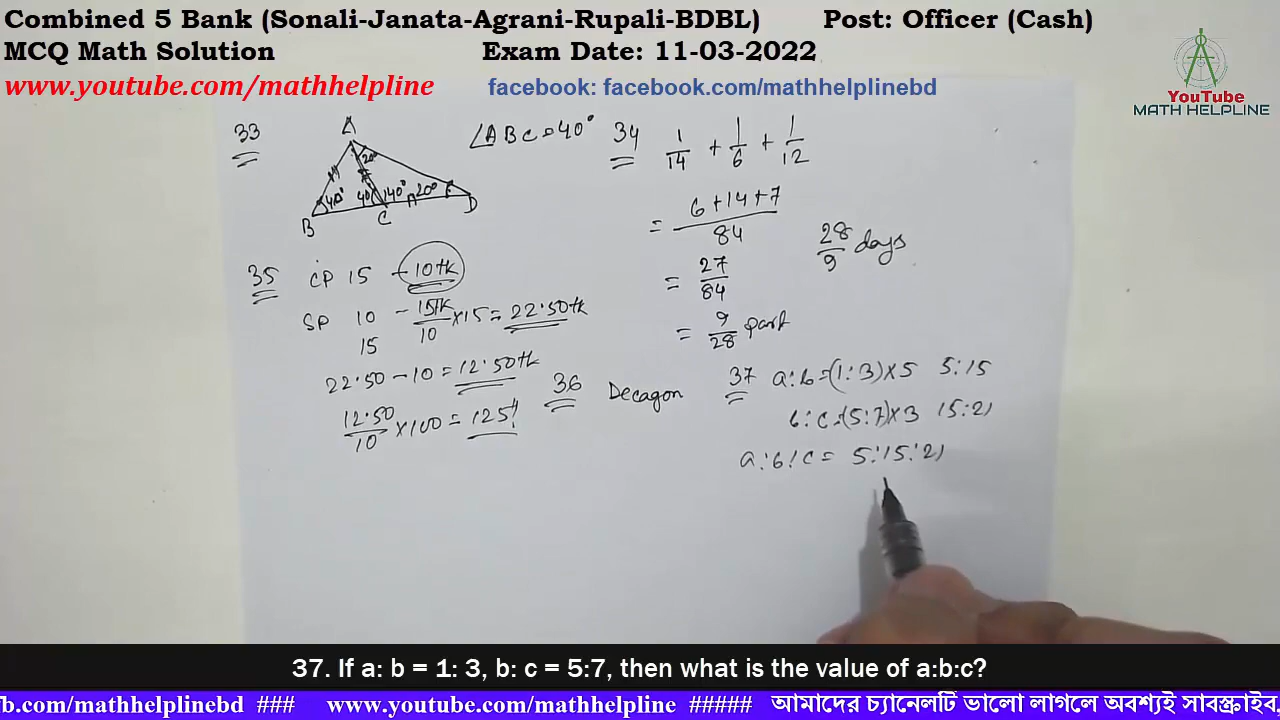 Combined 5 Bank (Sonali-Janata-Agrani-Rupali-BDBL) Post: Officer (Cash)
MCQ Math Solution Exam Date: 11-03-2022
www.youtube.com/mathhelpline facebook: facebook.com/mathhelplinebd
YouTube
MATH HELPLINE
33
A
20°
40° 40° 140° 20°
B C D
∠ABC = 40°
34 1/14 + 1/6 + 1/12
= 6+14+7/84
= 27/84
= 9/28 part
28/9 days
35 CP 15 - 10tk
SP 10 - 15tk/10 ×15 = 22.50tk
15
22.50 - 10 = 12.50tk
12.50/10 ×100 = 125%
36 Decagon
37 a:b = (1:3)×5 5:15
b:c = (5:7)×3 15:21
a:b:c = 5:15:21
37. If a: b = 1: 3, b: c = 5:7, then what is the value of a:b:c?
b.com/mathhelplinebd ### www.youtube.com/mathhelpline ##### আমাদের চ্যানেলটি ভালো লাগলে অবশ্যই সাবস্ক্রাইব